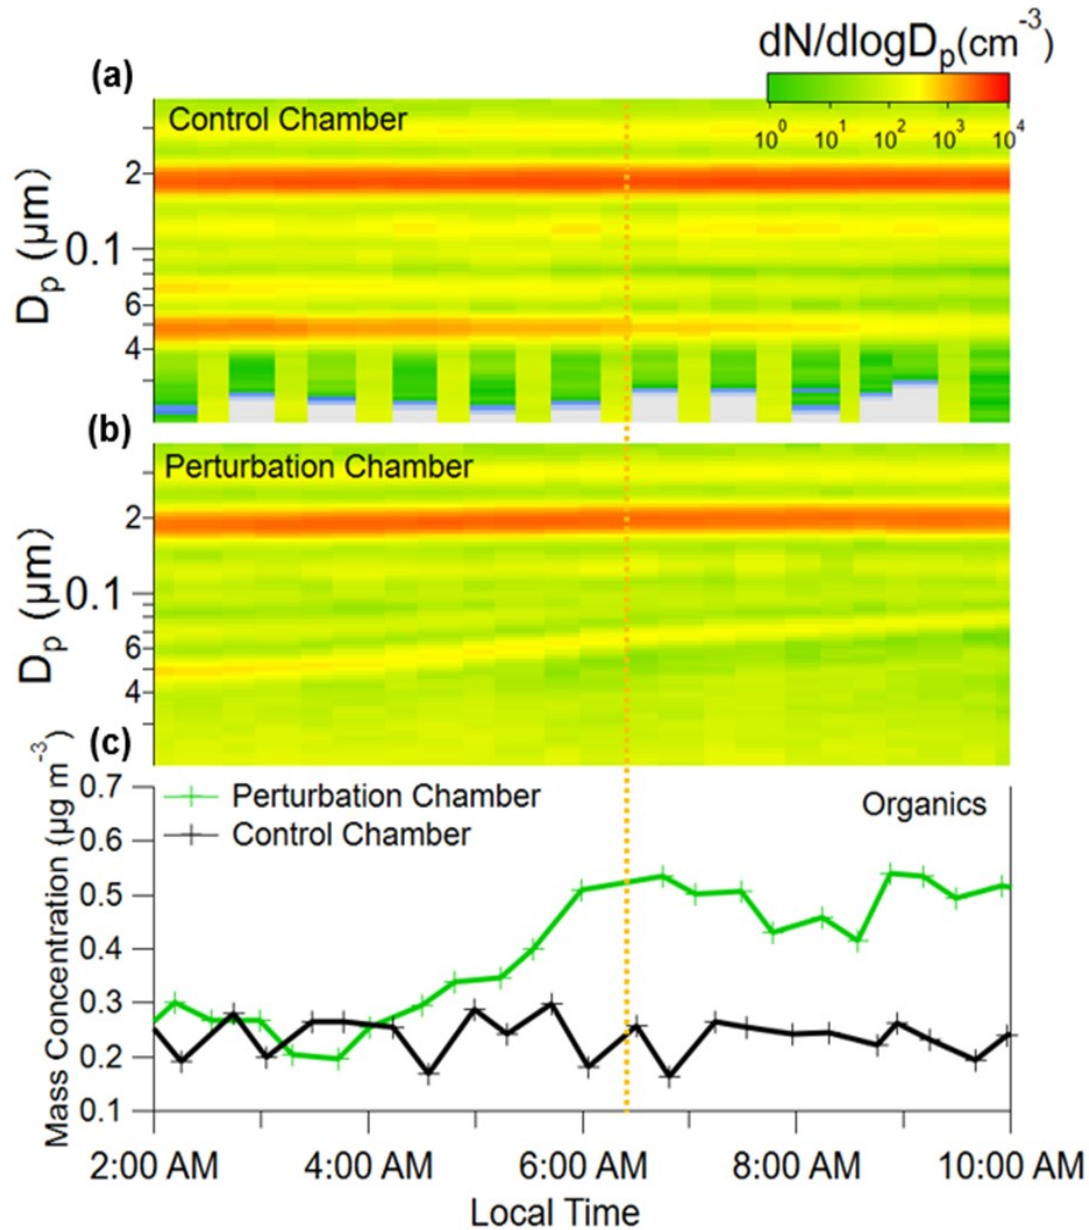 dN/dlogDp(cm-3)
(a)
Control Chamber
10^0 10^1 10^2 10^3 10^4
2
0.1
6
4
Dp (µm)
(b)
Perturbation Chamber
2
0.1
6
4
Dp (µm)
(c)
Perturbation Chamber
Control Chamber
Organics
0.7
0.6
0.5
0.4
0.3
0.2
0.1
Mass Concentration (µg m-3)
2:00 AM 4:00 AM 6:00 AM 8:00 AM 10:00 AM
Local Time